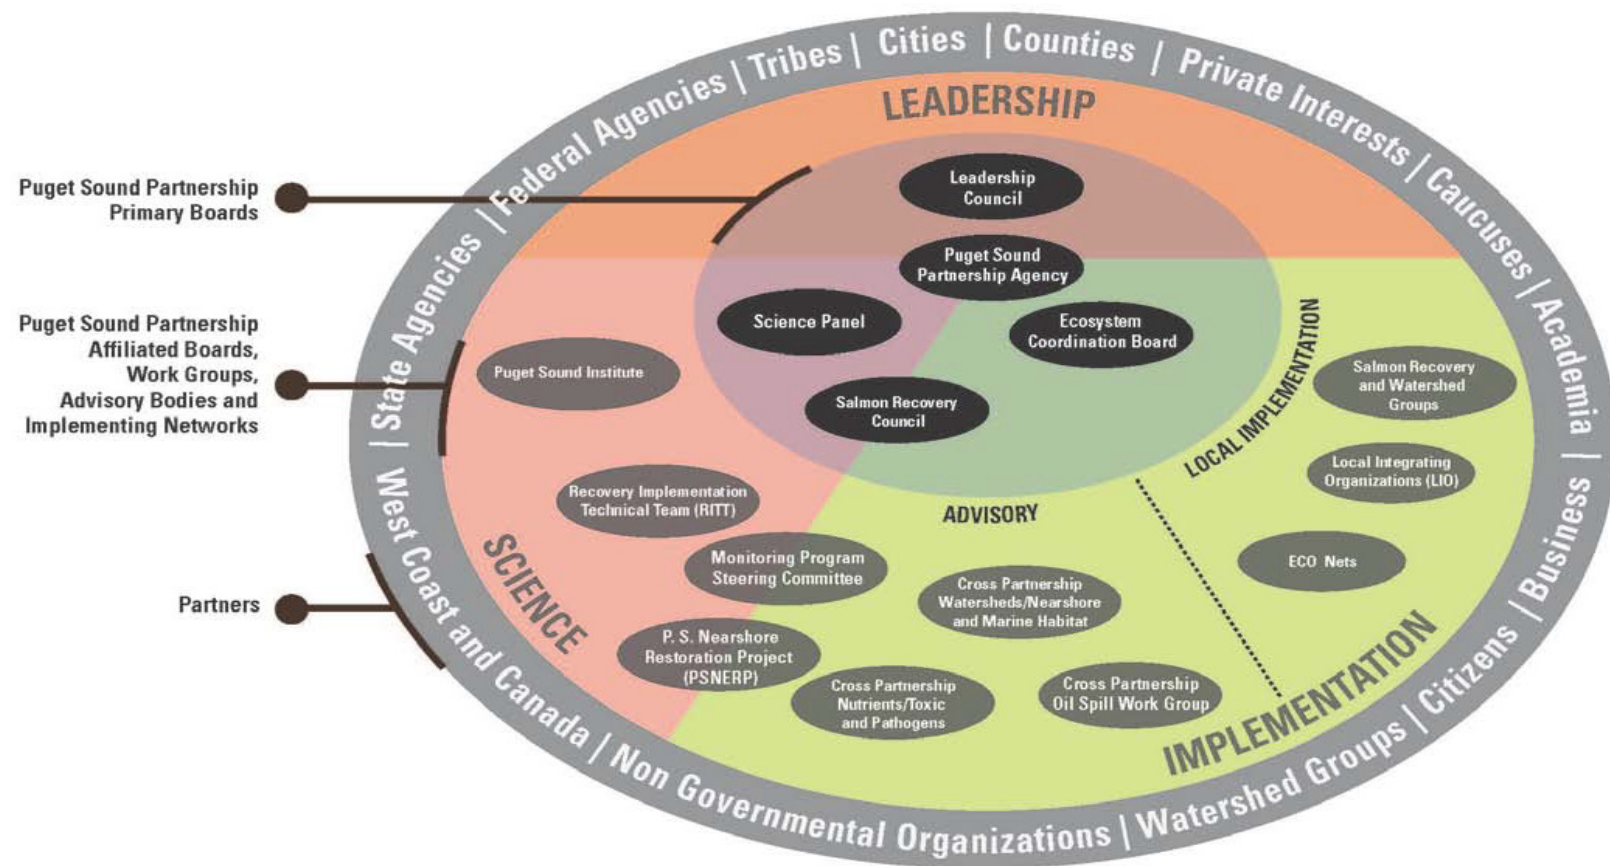 Federal Agencies | Tribes | Cities | Counties | Private Interests | Caucuses | Academia | Business | Citizens | Watershed Groups | Non Governmental Organizations | West Coast and Canada | State Agencies |
LEADERSHIP
Puget Sound Partnership
Primary Boards
Leadership
Council
Puget Sound
Partnership Agency
Science Panel
Ecosystem
Coordination Board
Salmon Recovery
Council
Puget Sound Partnership
Affiliated Boards,
Work Groups,
Advisory Bodies and
Implementing Networks
Puget Sound Institute
LOCAL IMPLEMENTATION
Salmon Recovery
and Watershed
Groups
Local Integrating
Organizations (LIO)
ECO Nets
Recovery Implementation
Technical Team (RITT)
ADVISORY
Monitoring Program
Steering Committee
Cross Partnership
Watersheds/Nearshore
and Marine Habitat
Partners
SCIENCE
P. S. Nearshore
Restoration Project
(PSNERP)
Cross Partnership
Nutrients/Toxic
and Pathogens
Cross Partnership
Oil Spill Work Group
IMPLEMENTATION